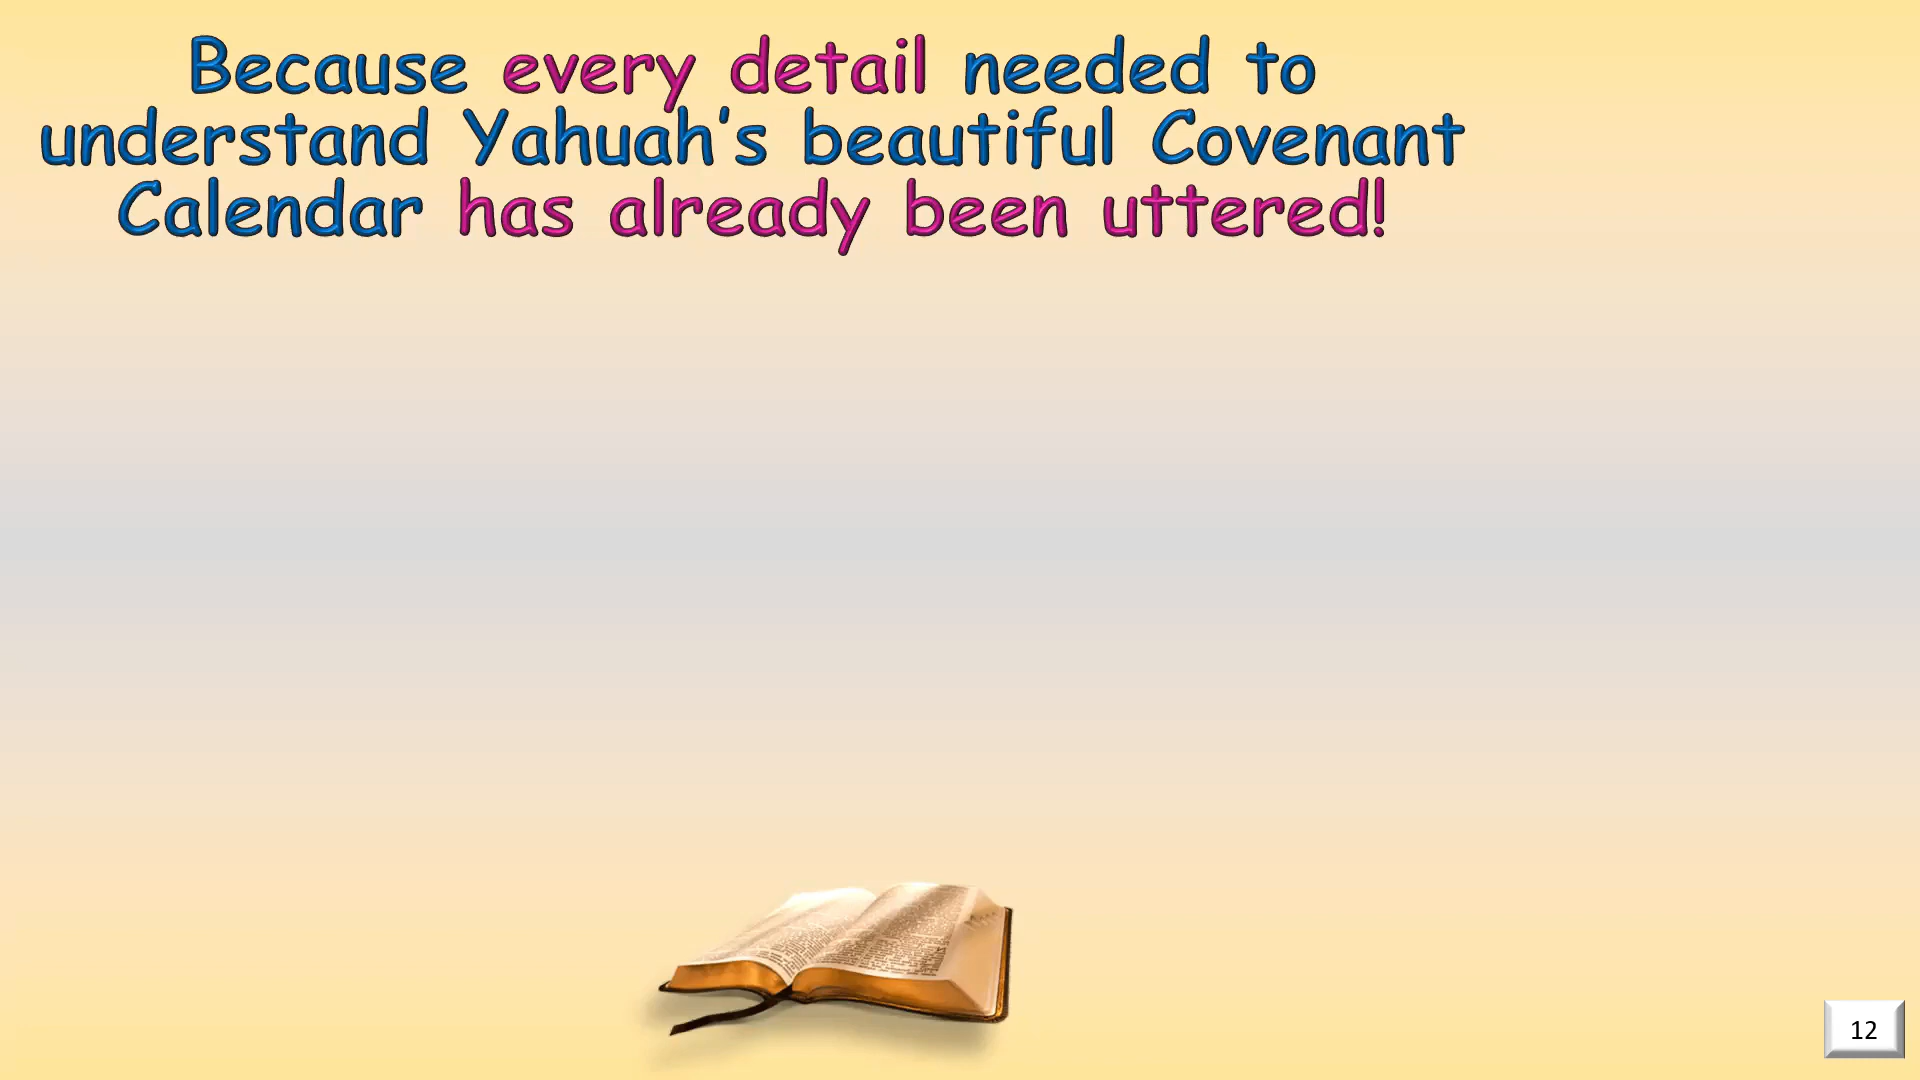 Because every detail needed to
understand Yahuah's beautiful Covenant
Calendar has already been uttered!
12